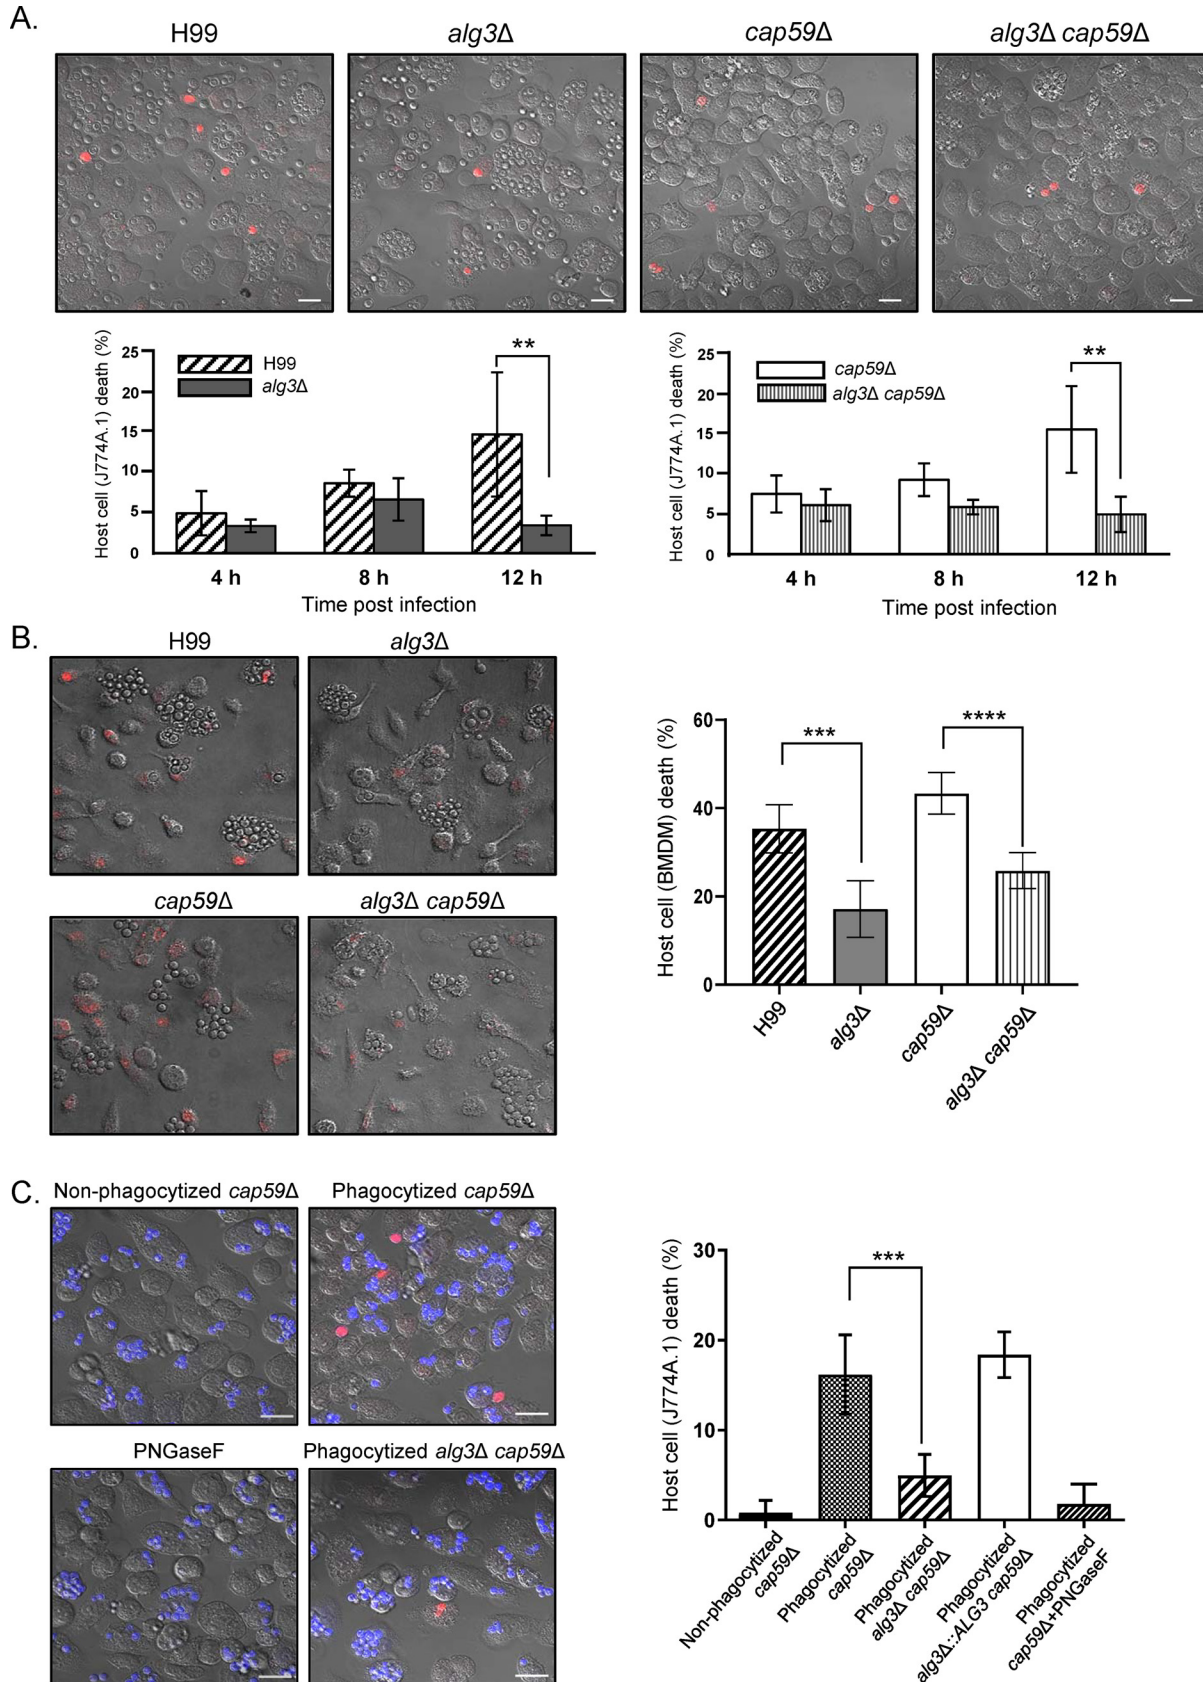 A.
H99
alg3Δ
cap59Δ
alg3Δ cap59Δ
Host cell (J774A.1) death (%)
25
20
15
10
5
0
H99
alg3Δ
**
4 h
8 h
12 h
Time post infection
Host cell (J774A.1) death (%)
25
20
15
10
5
0
cap59Δ
alg3Δ cap59Δ
**
4 h
8 h
12 h
Time post infection
B.
H99
alg3Δ
cap59Δ
alg3Δ cap59Δ
Host cell (BMDM) death (%)
60
40
20
0
***
****
H99
alg3Δ
cap59Δ
alg3Δ cap59Δ
C.
Non-phagocytized cap59Δ
Phagocytized cap59Δ
PNGaseF
Phagocytized alg3Δ cap59Δ
Host cell (J774A.1) death (%)
30
20
10
0
***
Non-phagocytized
cap59Δ
Phagocytized
cap59Δ
Phagocytized
alg3Δ cap59Δ
Phagocytized
alg3Δ::ALG3 cap59Δ
Phagocytized
cap59Δ+PNGaseF